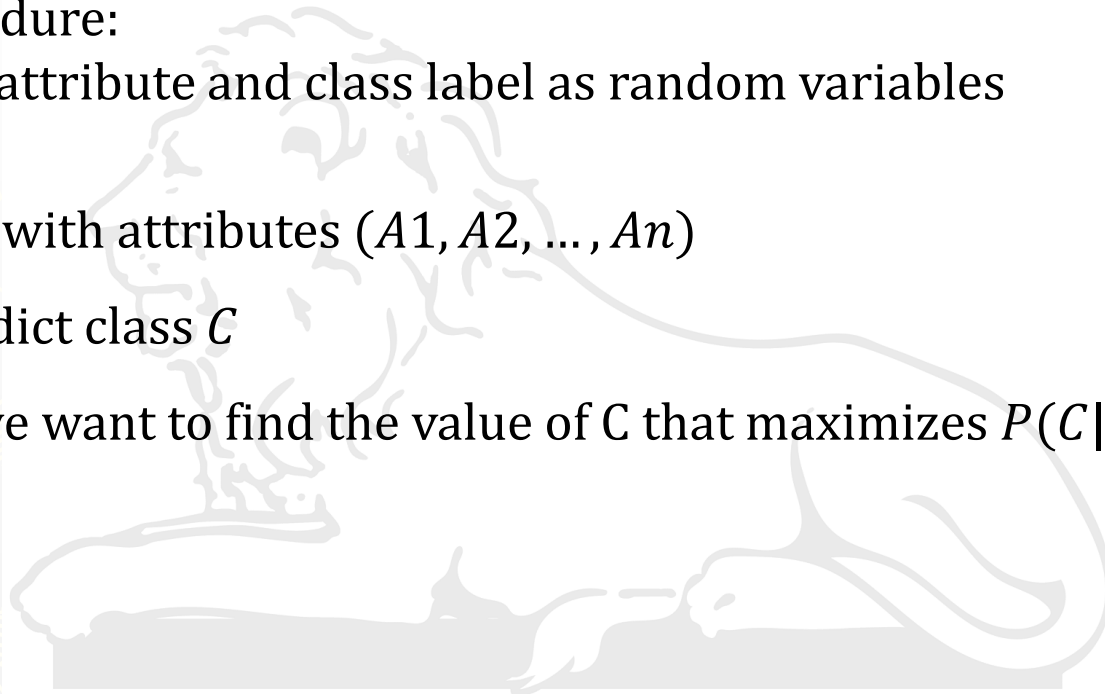 dure:
attribute and class label as random variables
with attributes (A1, A2, … , An)
dict class C
e want to find the value of C that maximizes P(C|